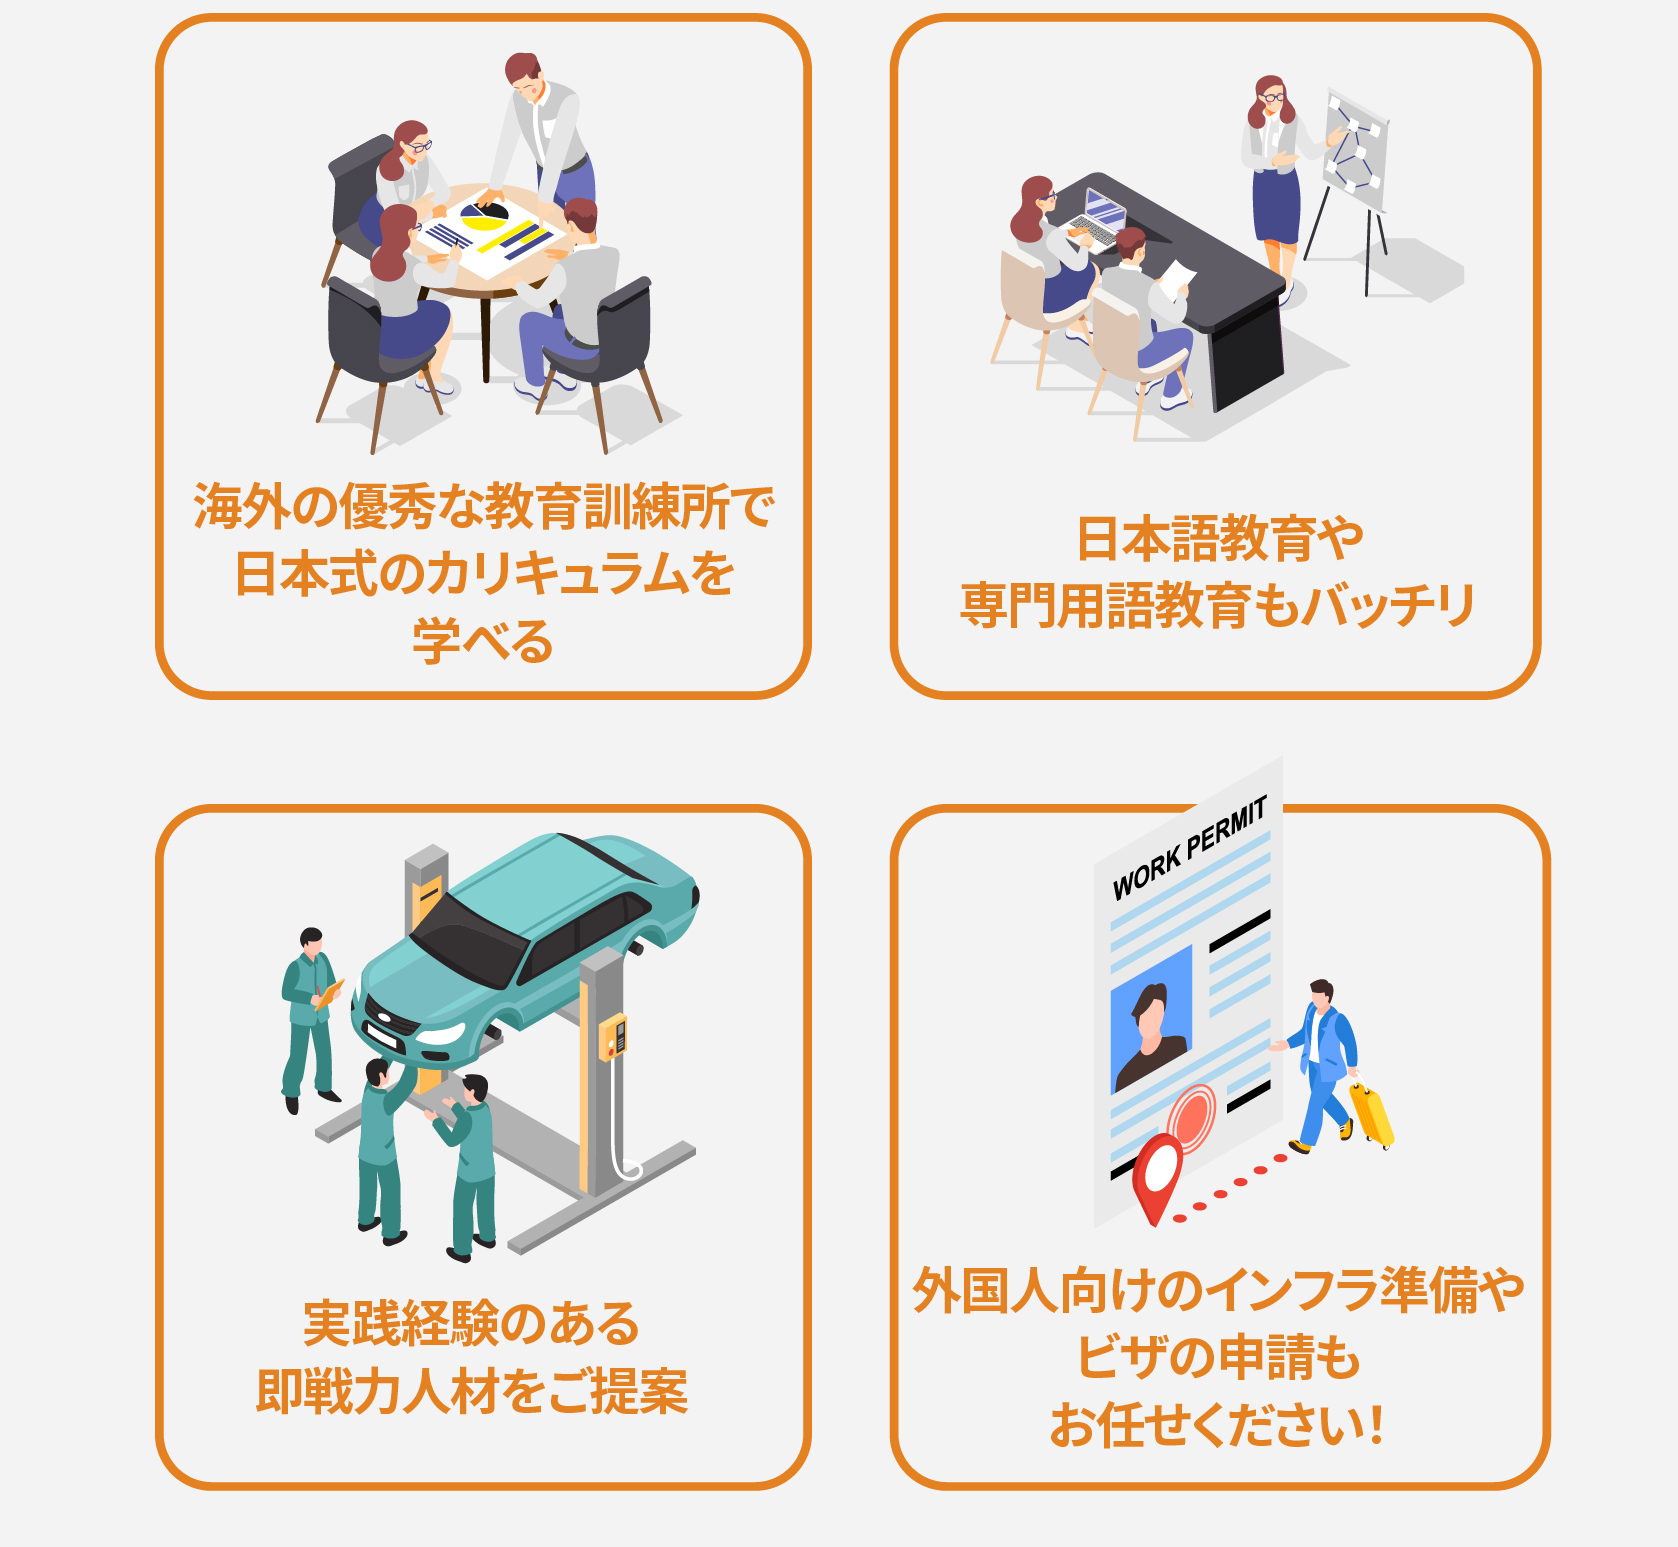 海外の優秀な教育訓練所で
日本式のカリキュラムを
学べる
日本語教育や
専門用語教育もバッチリ
実践経験のある
即戦力人材をご提案
WORK PERMIT
外国人向けのインフラ準備や
ビザの申請も
お任せください！